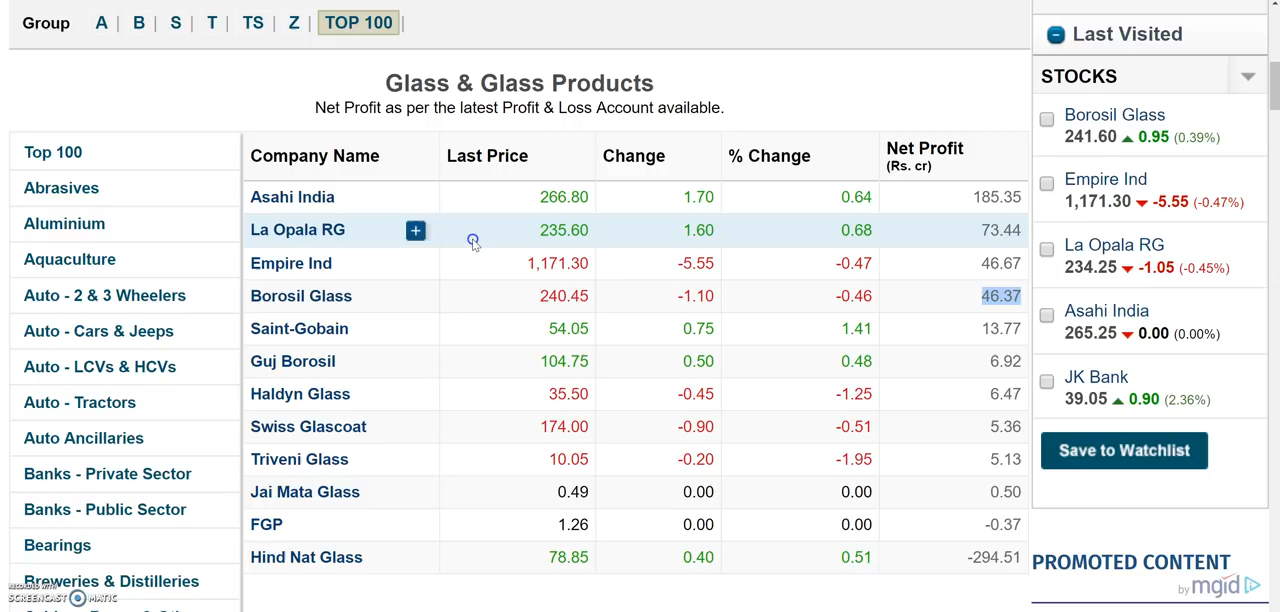 Group A | B | S | T | TS | Z | TOP 100 |
Glass & Glass Products
Net Profit as per the latest Profit & Loss Account available.
Top 100
Abrasives
Aluminium
Aquaculture
Auto - 2 & 3 Wheelers
Auto - Cars & Jeeps
Auto - LCVs & HCVs
Auto - Tractors
Auto Ancillaries
Banks - Private Sector
Banks - Public Sector
Bearings
Breweries & Distilleries
Company Name Last Price Change % Change Net Profit
(Rs. cr)
Asahi India 266.80 1.70 0.64 185.35
La Opala RG + 235.60 1.60 0.68 73.44
Empire Ind 1,171.30 -5.55 -0.47 46.67
Borosil Glass 240.45 -1.10 -0.46 46.37
Saint-Gobain 54.05 0.75 1.41 13.77
Guj Borosil 104.75 0.50 0.48 6.92
Haldyn Glass 35.50 -0.45 -1.25 6.47
Swiss Glascoat 174.00 -0.90 -0.51 5.36
Triveni Glass 10.05 -0.20 -1.95 5.13
Jai Mata Glass 0.49 0.00 0.00 0.50
FGP 1.26 0.00 0.00 -0.37
Hind Nat Glass 78.85 0.40 0.51 -294.51
Last Visited
STOCKS
Borosil Glass
241.60 ▲ 0.95 (0.39%)
Empire Ind
1,171.30 ▼ -5.55 (-0.47%)
La Opala RG
234.25 ▼ -1.05 (-0.45%)
Asahi India
265.25 ▼ 0.00 (0.00%)
JK Bank
39.05 ▲ 0.90 (2.36%)
Save to Watchlist
PROMOTED CONTENT
by mgid
RECORDED WITH
SCREENCAST MATIC